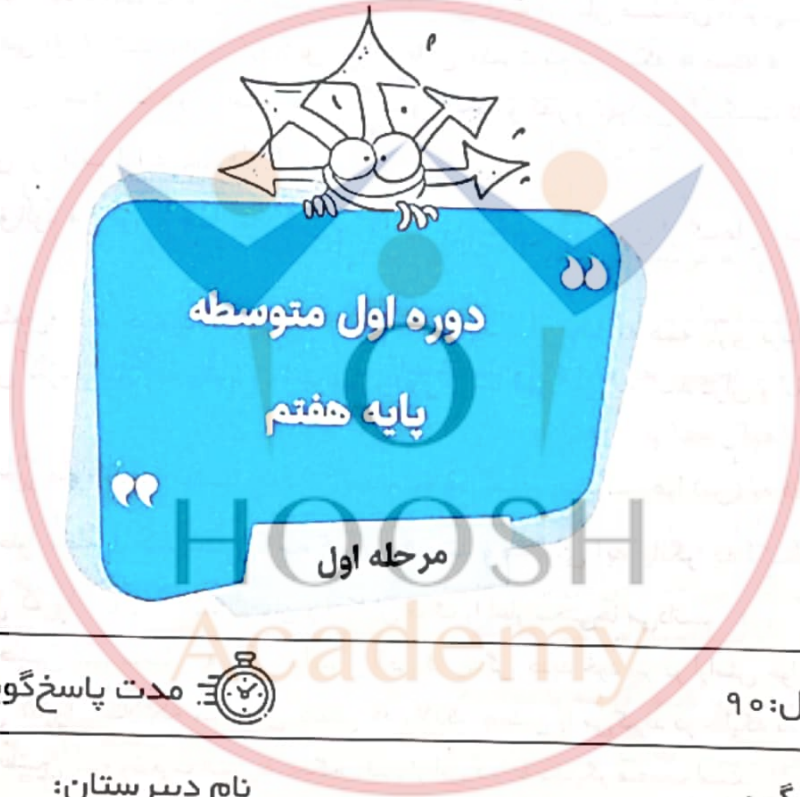 دوره اول متوسطه
پایه هفتم
مرحله اول
HOOSH
Academy
ل: ۹۰
مدت پاسخ‌گو
نام دبیرستان: